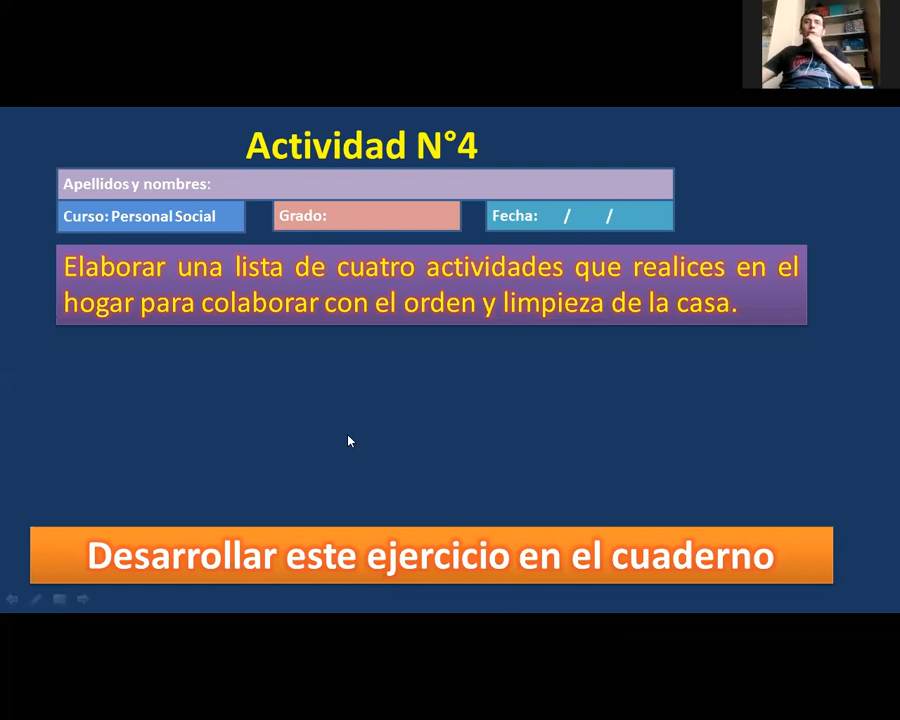 Actividad N°4
Apellidos y nombres:
Curso: Personal Social
Grado:
Fecha: / /
Elaborar una lista de cuatro actividades que realices en el
hogar para colaborar con el orden y limpieza de la casa.
Desarrollar este ejercicio en el cuaderno